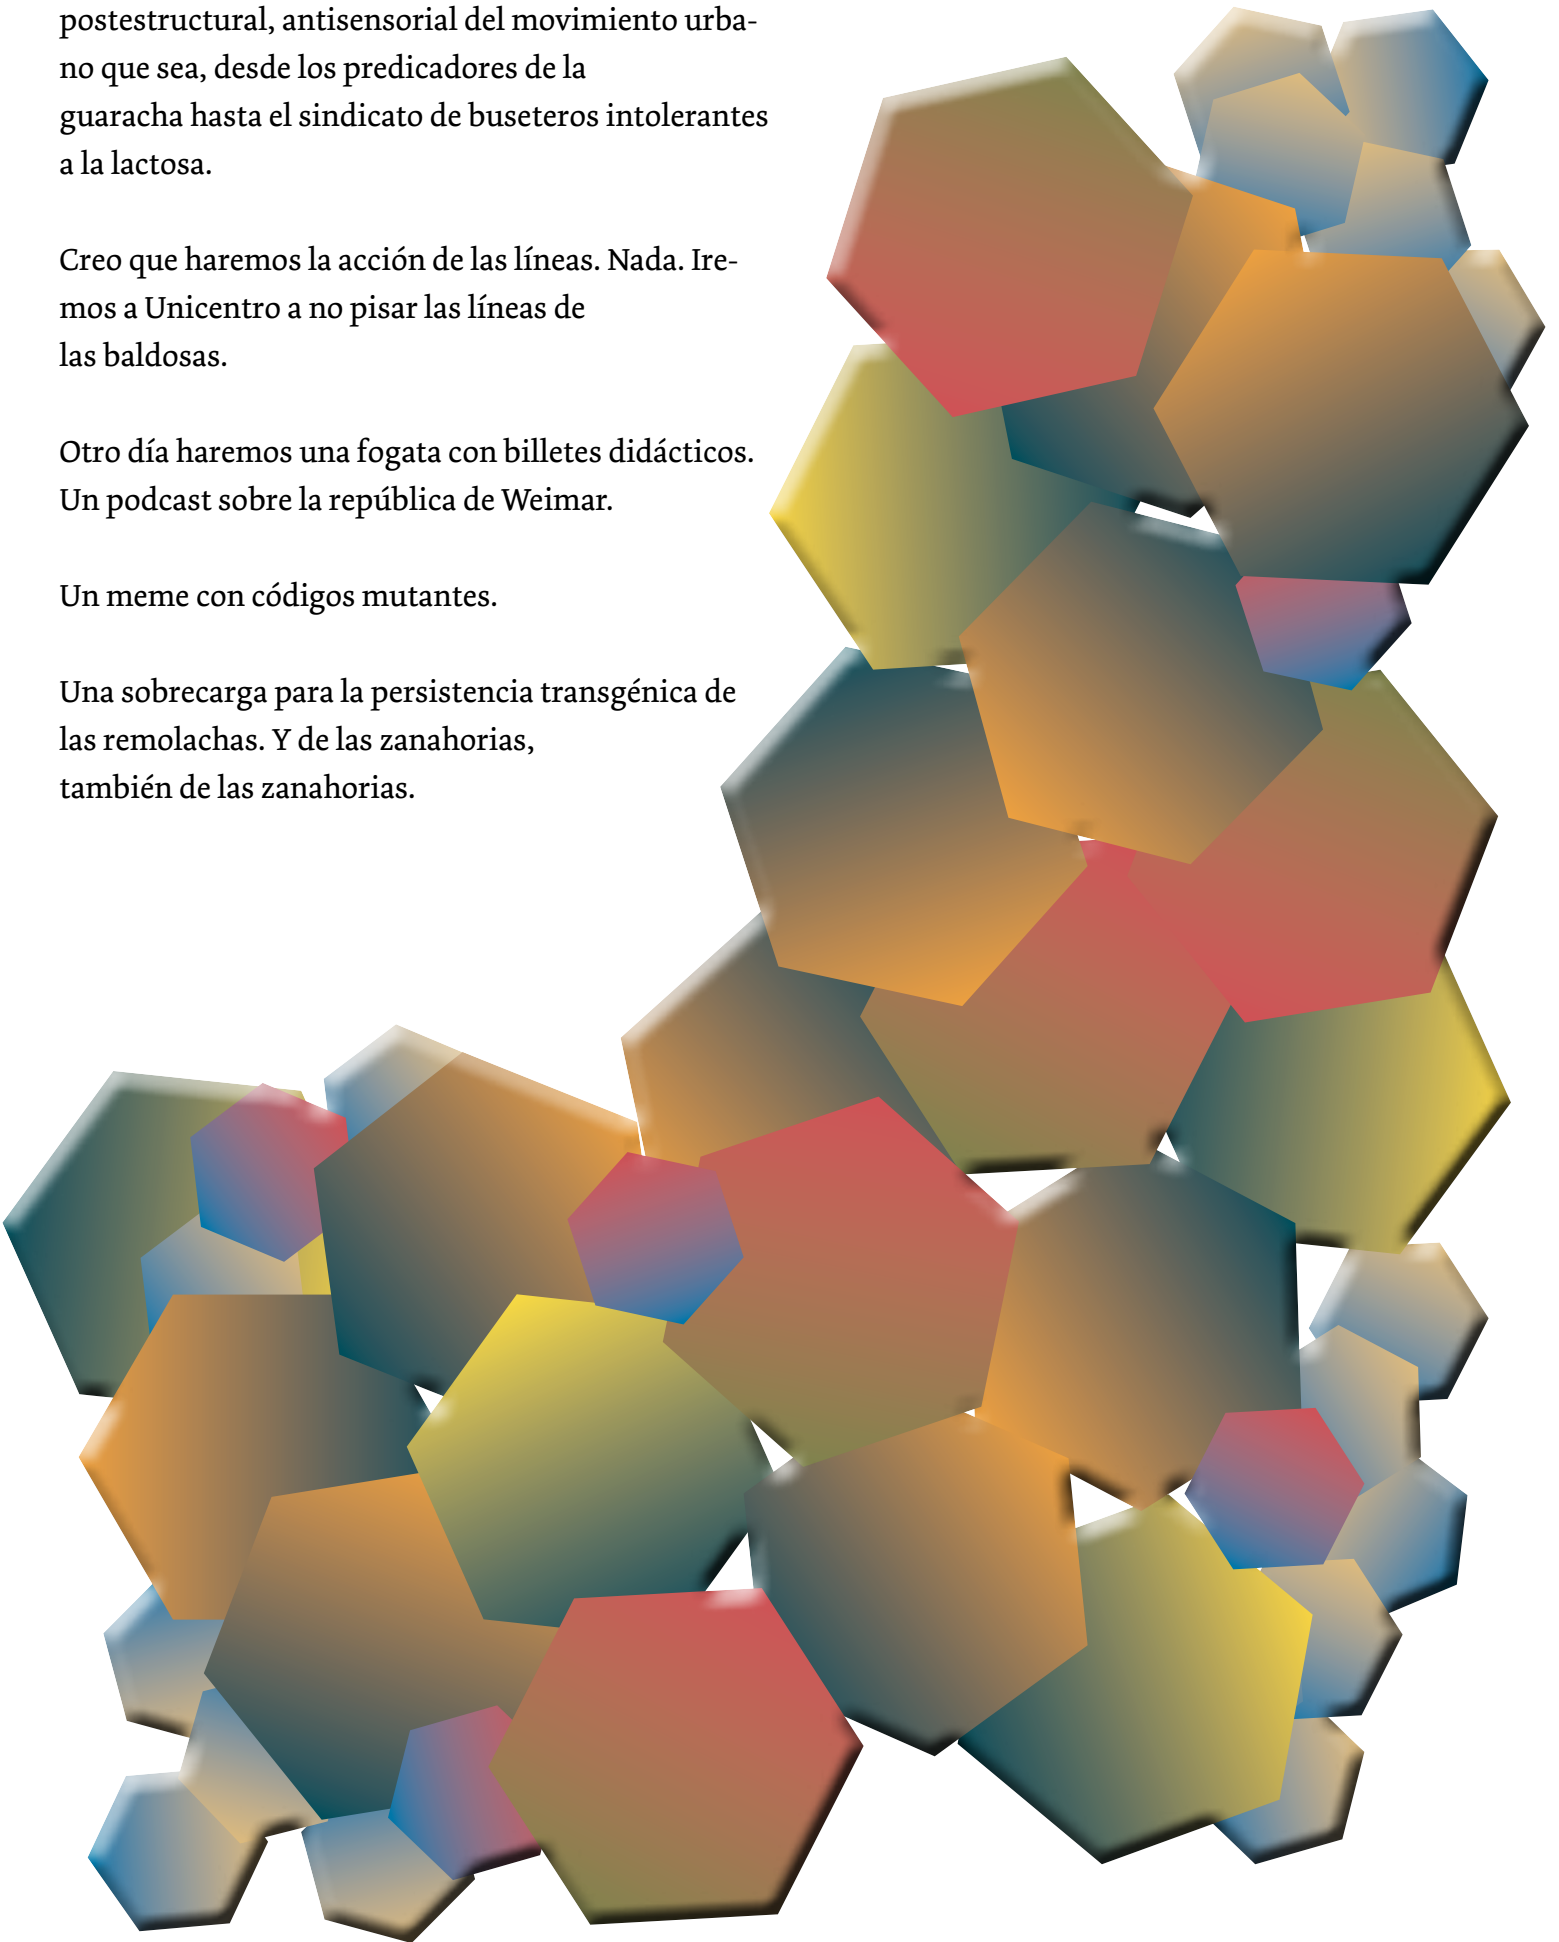 postestructural, antisensorial del movimiento urba-
no que sea, desde los predicadores de la
guaracha hasta el sindicato de buseteros intolerantes
a la lactosa.
Creo que haremos la acción de las líneas. Nada. Ire-
mos a Unicentro a no pisar las líneas de
las baldosas.
Otro día haremos una fogata con billetes didácticos.
Un podcast sobre la república de Weimar.
Un meme con códigos mutantes.
Una sobrecarga para la persistencia transgénica de
las remolachas. Y de las zanahorias,
también de las zanahorias.